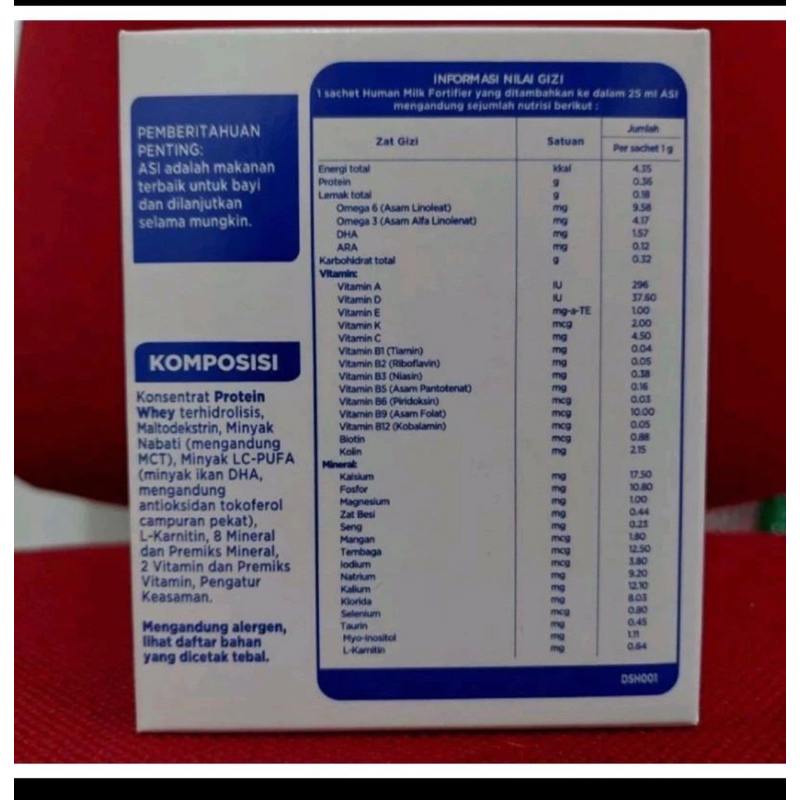 PEMBERITAHUAN
PENTING:
ASI adalah makanan
terbaik untuk bayi
dan dilanjutkan
selama mungkin.
KOMPOSISI
Konsentrat Protein
Whey terhidrolisis,
Maltodekstrin, Minyak
Nabati (mengandung
MCT), Minyak LC-PUFA
(minyak ikan DHA,
mengandung
antioksidan tokoferol
campuran pekat),
L-Karnitin, 8 Mineral
dan Premiks Mineral,
2 Vitamin dan Premiks
Vitamin, Pengatur
Keasaman.
Mengandung alergen,
lihat daftar bahan
yang dicetak tebal.
INFORMASI NILAI GIZI
1 sachet Human Milk Fortifier yang ditambahkan ke dalam 25 ml ASI
mengandung sejumlah nutrisi berikut :
Zat Gizi Satuan Jumlah
Per sachet 1 g
Energi total kkal 4.35
Protein g 0.36
Lemak total g 0.18
Omega 6 (Asam Linoleat) mg 9.58
Omega 3 (Asam Alfa Linolenat) mg 4.17
DHA mg 1.57
ARA mg 0.12
Karbohidrat total g 0.32
Vitamin:
Vitamin A IU 296
Vitamin D IU 37.60
Vitamin E mg-a-TE 1.00
Vitamin K mcg 2.00
Vitamin C mg 4.50
Vitamin B1 (Tiamin) mg 0.04
Vitamin B2 (Riboflavin) mg 0.05
Vitamin B3 (Niasin) mg 0.38
Vitamin B5 (Asam Pantotenat) mg 0.16
Vitamin B6 (Piridoksin) mcg 0.03
Vitamin B9 (Asam Folat) mcg 10.00
Vitamin B12 (Kobalamin) mcg 0.05
Biotin mcg 0.88
Kolin mg 2.15
Mineral:
Kalsium mg 17.50
Fosfor mg 10.80
Magnesium mg 1.00
Zat Besi mg 0.44
Seng mg 0.23
Mangan mcg 1.80
Tembaga mcg 12.50
Iodium mcg 3.80
Natrium mg 9.20
Kalium mg 12.10
Klorida mg 8.03
Selenium mcg 0.80
Taurin mg 0.45
Myo-Inositol mg 1.11
L-Karnitin mg 0.64
DSH001